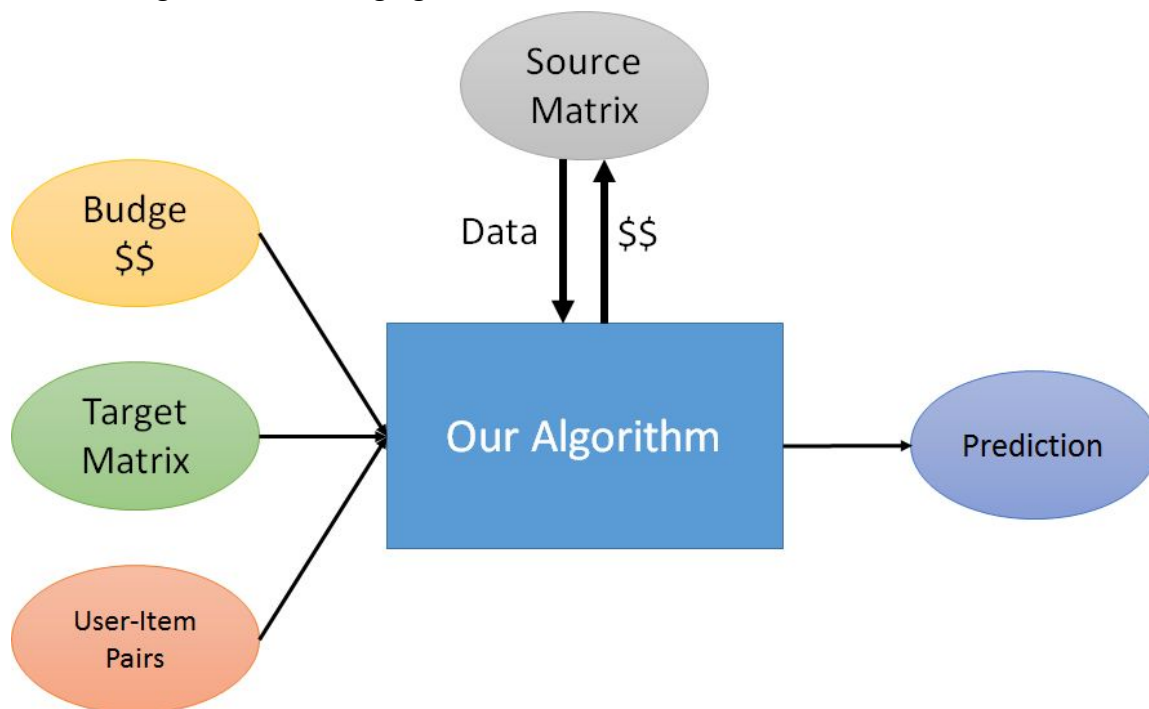 Source
Matrix
Budge
$$
Data
$$
Target
Matrix
Our Algorithm
Prediction
User-Item
Pairs